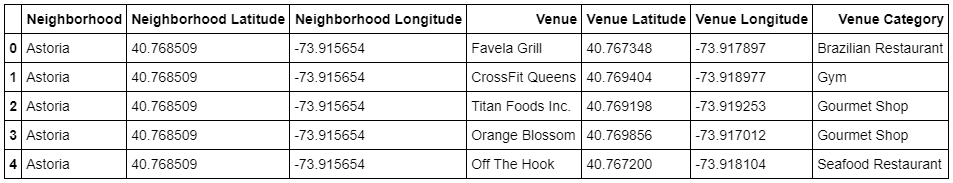 Neighborhood Neighborhood Latitude Neighborhood Longitude Venue Venue Latitude Venue Longitude Venue Category
0 Astoria 40.768509 -73.915654 Favela Grill 40.767348 -73.917897 Brazilian Restaurant
1 Astoria 40.768509 -73.915654 CrossFit Queens 40.769404 -73.918977 Gym
2 Astoria 40.768509 -73.915654 Titan Foods Inc. 40.769198 -73.919253 Gourmet Shop
3 Astoria 40.768509 -73.915654 Orange Blossom 40.769856 -73.917012 Gourmet Shop
4 Astoria 40.768509 -73.915654 Off The Hook 40.767200 -73.918104 Seafood Restaurant